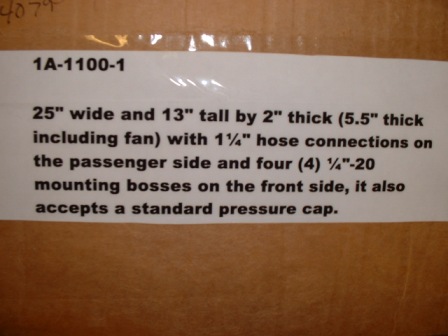 4079
1A-1100-1
25" wide and 13" tall by 2" thick (5.5" thick
including fan) with 1¼" hose connections on
the passenger side and four (4) ¼"-20
mounting bosses on the front side, it also
accepts a standard pressure cap.